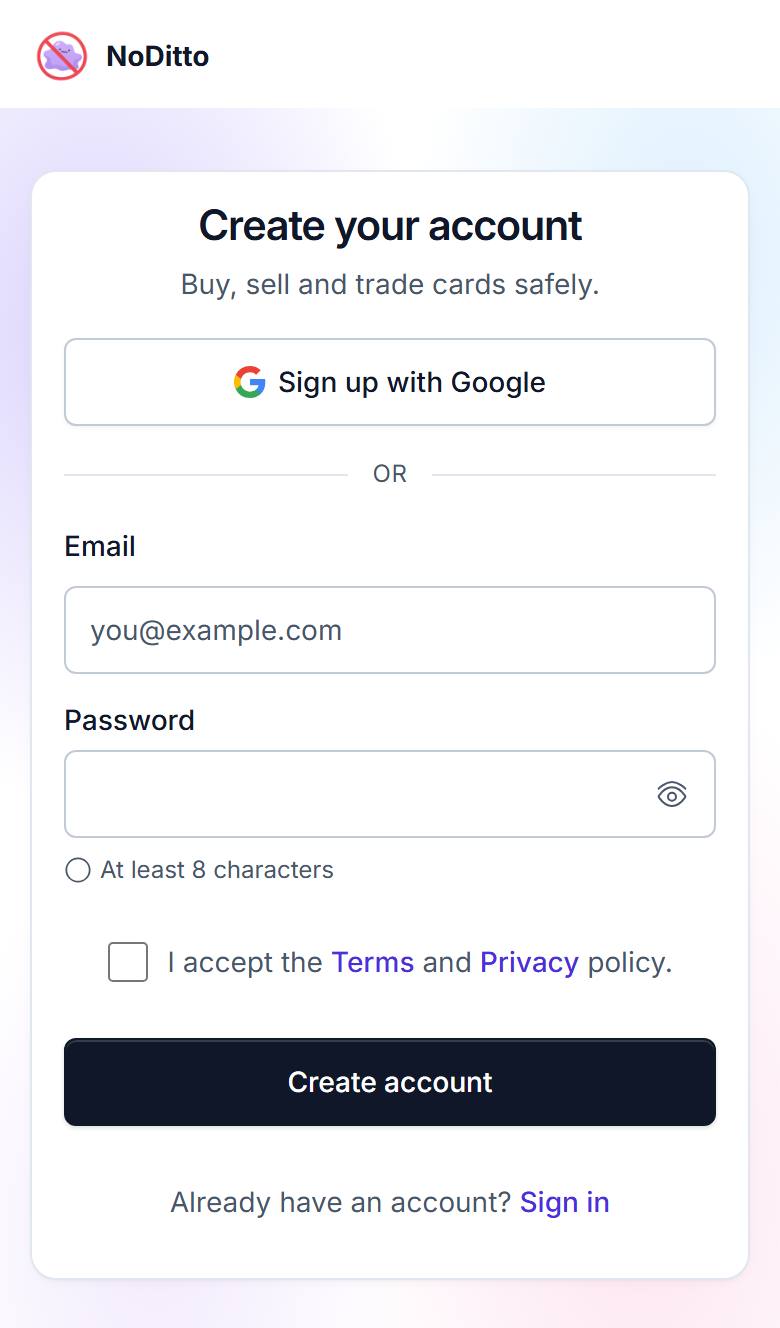 NoDitto
Create your account
Buy, sell and trade cards safely.
Sign up with Google
OR
Email
you@example.com
Password
At least 8 characters
I accept the Terms and Privacy policy.
Create account
Already have an account? Sign in